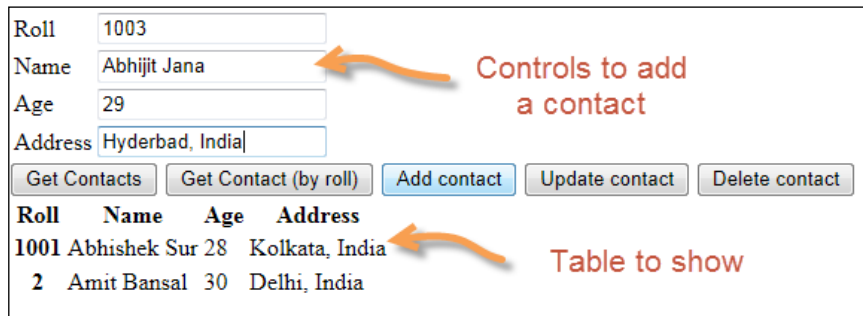 Roll 1003
Name Abhijit Jana
Age 29
Address Hyderbad, India
Controls to add
a contact
Get Contacts Get Contact (by roll) Add contact Update contact Delete contact
Roll Name Age Address
1001 Abhishek Sur 28 Kolkata, India
2 Amit Bansal 30 Delhi, India
Table to show